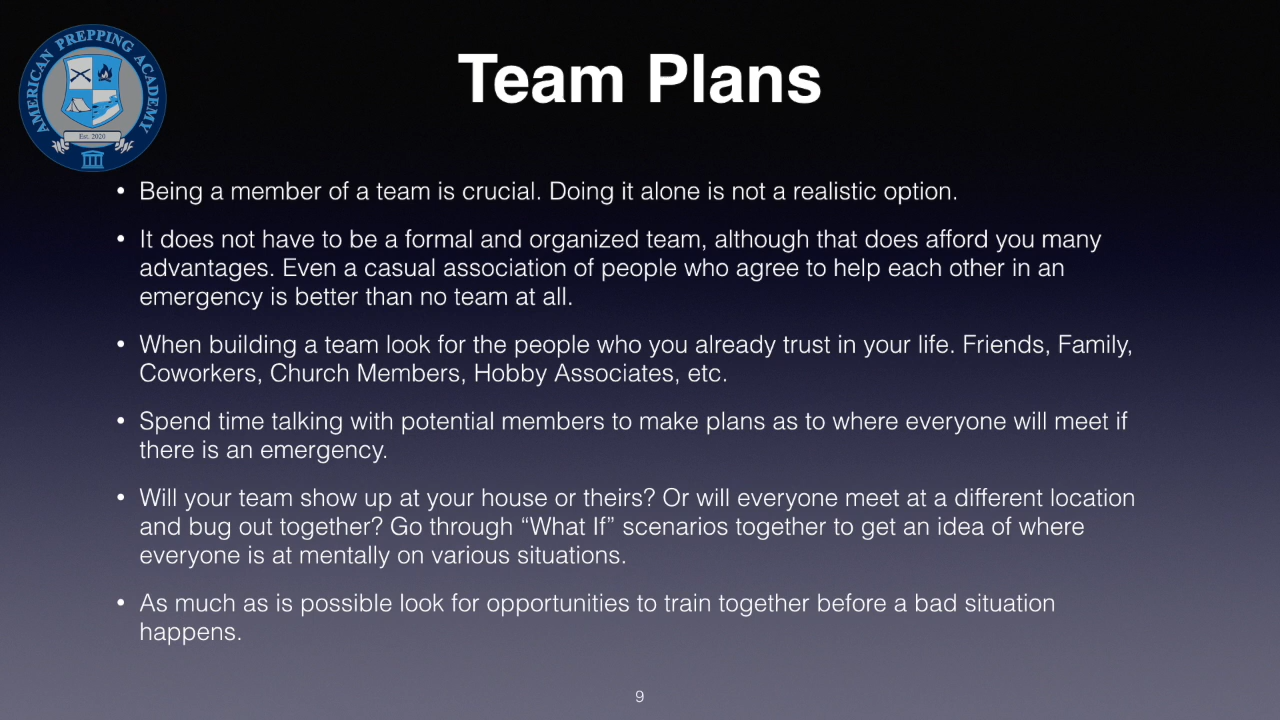 AMERICAN PREPPING ACADEMY
Est. 2020
Team Plans
• Being a member of a team is crucial. Doing it alone is not a realistic option.
• It does not have to be a formal and organized team, although that does afford you many
advantages. Even a casual association of people who agree to help each other in an
emergency is better than no team at all.
• When building a team look for the people who you already trust in your life. Friends, Family,
Coworkers, Church Members, Hobby Associates, etc.
• Spend time talking with potential members to make plans as to where everyone will meet if
there is an emergency.
• Will your team show up at your house or theirs? Or will everyone meet at a different location
and bug out together? Go through “What If” scenarios together to get an idea of where
everyone is at mentally on various situations.
• As much as is possible look for opportunities to train together before a bad situation
happens.
9